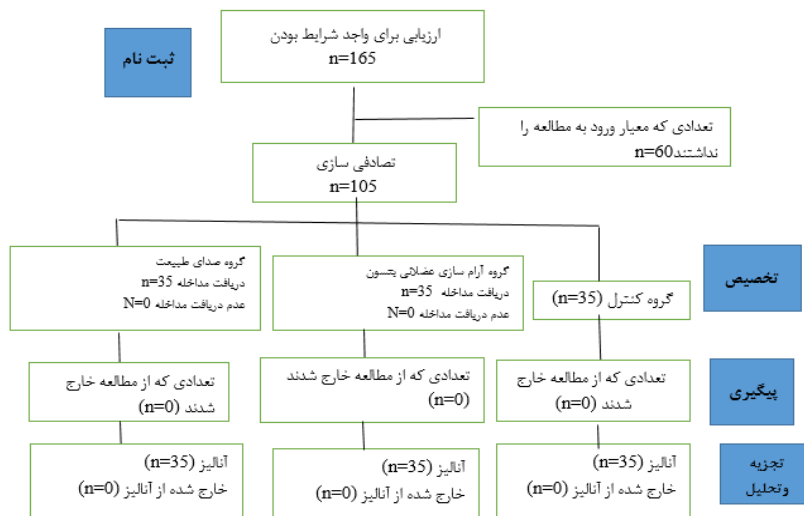 ارزیابی برای واجد شرایط بودن
n=165
ثبت نام
تعدادی که معیار ورود به مطالعه را
نداشتند n=60
تصادفی سازی
n=105
تخصیص
گروه کنترل (n=35)
گروه آرام سازی عضلانی بنسون
دریافت مداخله n=35
عدم دریافت مداخله N=0
گروه صدای طبیعت
دریافت مداخله n=35
عدم دریافت مداخله N=0
پیگیری
تعدادی که از مطالعه خارج
شدند (n=0)
تعدادی که از مطالعه خارج شدند
(n=0)
تعدادی که از مطالعه خارج
شدند (n=0)
تجزیه
وتحلیل
آنالیز (n=35)
خارج شده از آنالیز (n=0)
آنالیز (n=35)
خارج شده از آنالیز (n=0)
آنالیز (n=35)
خارج شده از آنالیز (n=0)